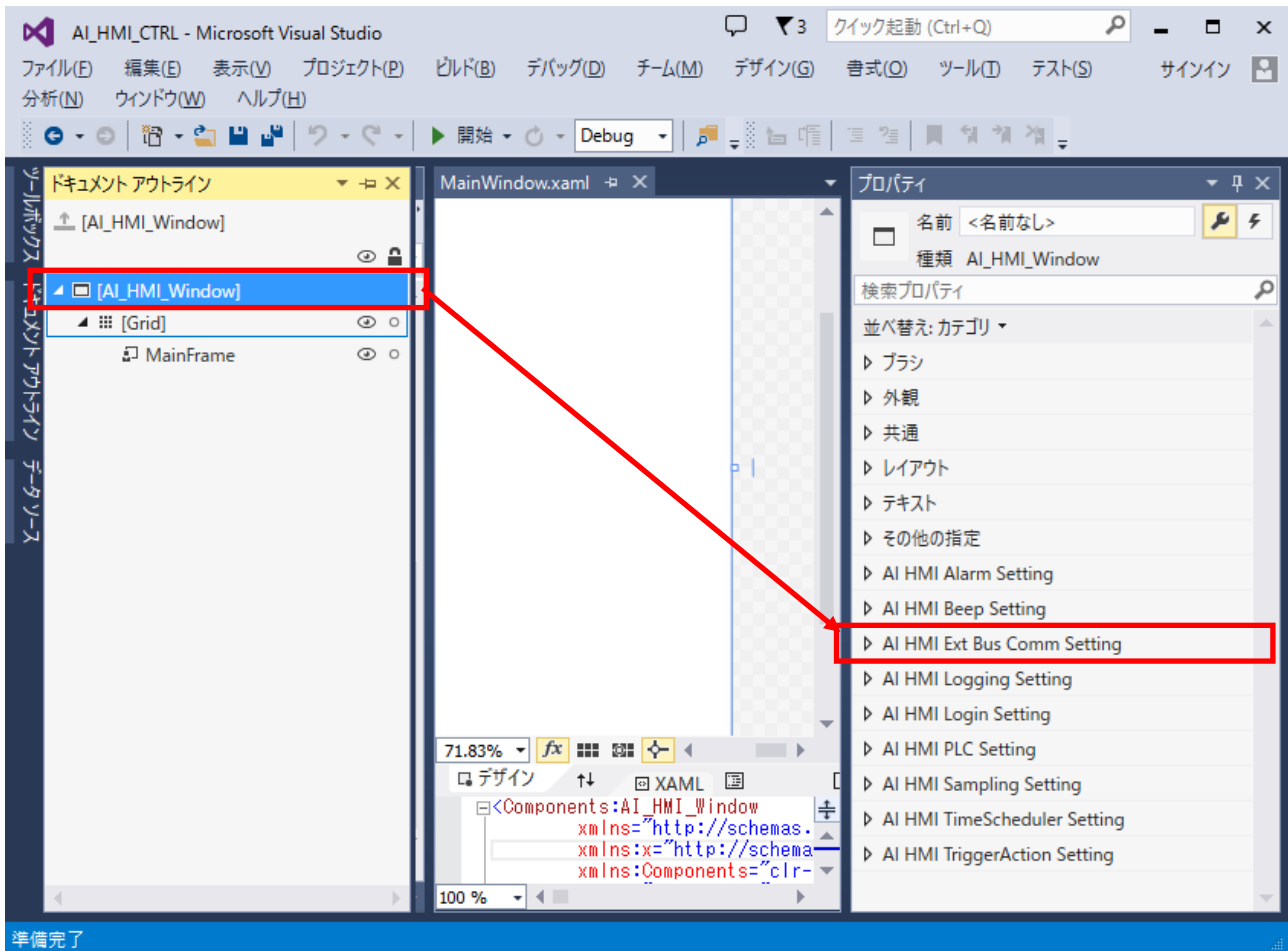 AI_HMI_CTRL - Microsoft Visual Studio
3
クイック起動 (Ctrl+Q)
ファイル(F) 編集(E) 表示(V) プロジェクト(P) ビルド(B) デバッグ(D) チーム(M) デザイン(G) 書式(O) ツール(T) テスト(S) サインイン
分析(N) ウィンドウ(W) ヘルプ(H)
開始 Debug
ツールボックス
ドキュメント アウトライン
データ ソース
ドキュメント アウトライン
[AI_HMI_Window]
[AI_HMI_Window]
[Grid]
MainFrame
MainWindow.xaml
71.83%
デザイン XAML
<Components:AI_HMI_Window
xmlns="http://schemas.
xmlns:x="http://schema
xmlns:Components="clr-
100 %
プロパティ
名前 <名前なし>
種類 AI_HMI_Window
検索プロパティ
並べ替え: カテゴリ
ブラシ
外観
共通
レイアウト
テキスト
その他の指定
AI HMI Alarm Setting
AI HMI Beep Setting
AI HMI Ext Bus Comm Setting
AI HMI Logging Setting
AI HMI Login Setting
AI HMI PLC Setting
AI HMI Sampling Setting
AI HMI TimeScheduler Setting
AI HMI TriggerAction Setting
準備完了